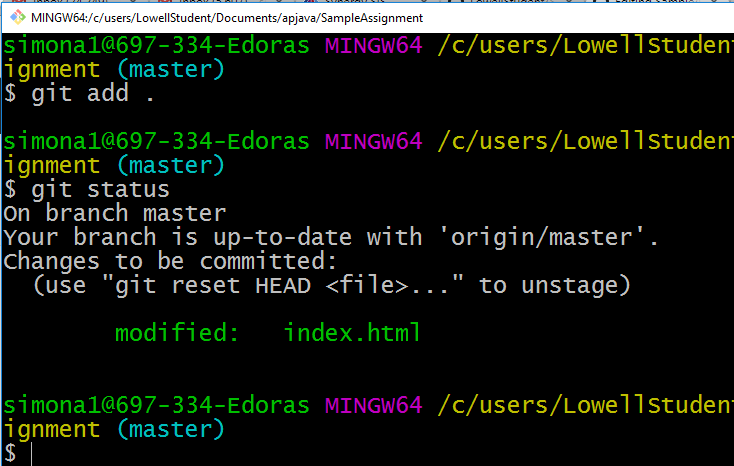 MINGW64:/c/users/LowellStudent/Documents/apjava/SampleAssignment
simona1@697-334-Edoras MINGW64 /c/users/LowellStudent
ignment (master)
$ git add .
simona1@697-334-Edoras MINGW64 /c/users/LowellStudent
ignment (master)
$ git status
On branch master
Your branch is up-to-date with 'origin/master'.
Changes to be committed:
  (use "git reset HEAD <file>..." to unstage)
        modified:   index.html
simona1@697-334-Edoras MINGW64 /c/users/LowellStudent
ignment (master)
$